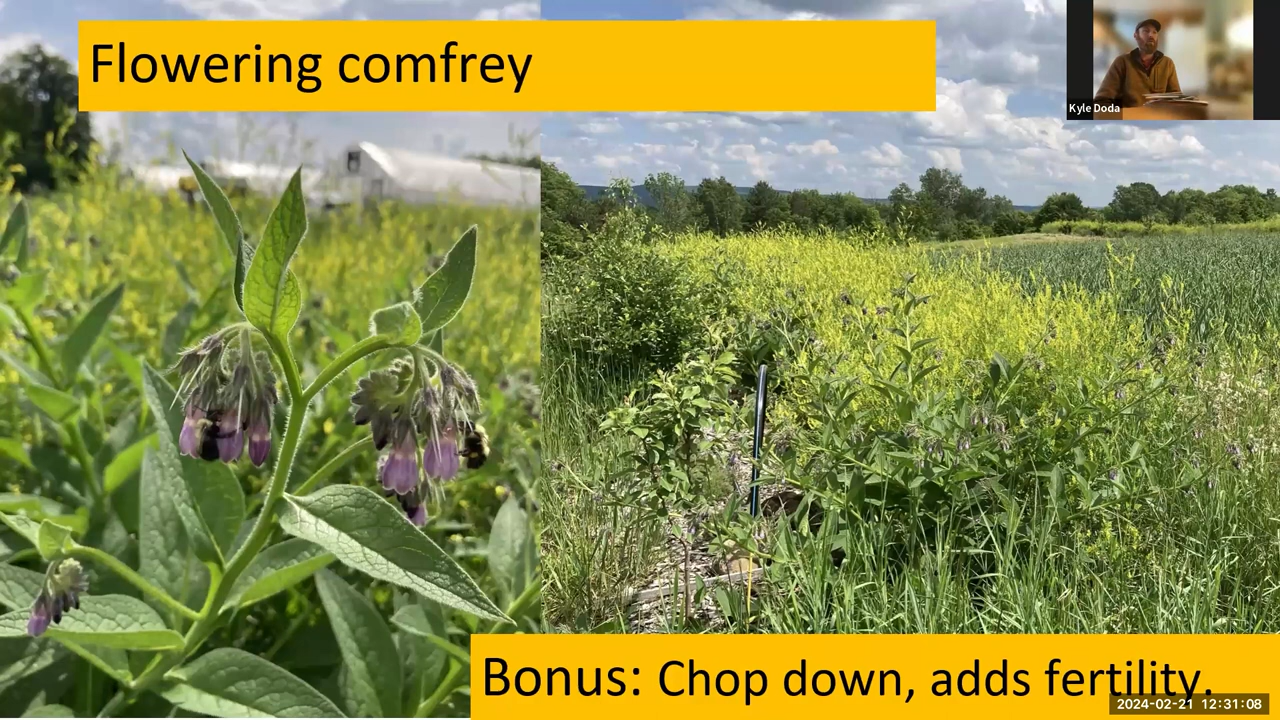 Flowering comfrey
Kyle Doda
Bonus: Chop down, adds fertility.
2024-02-21 12:31:08